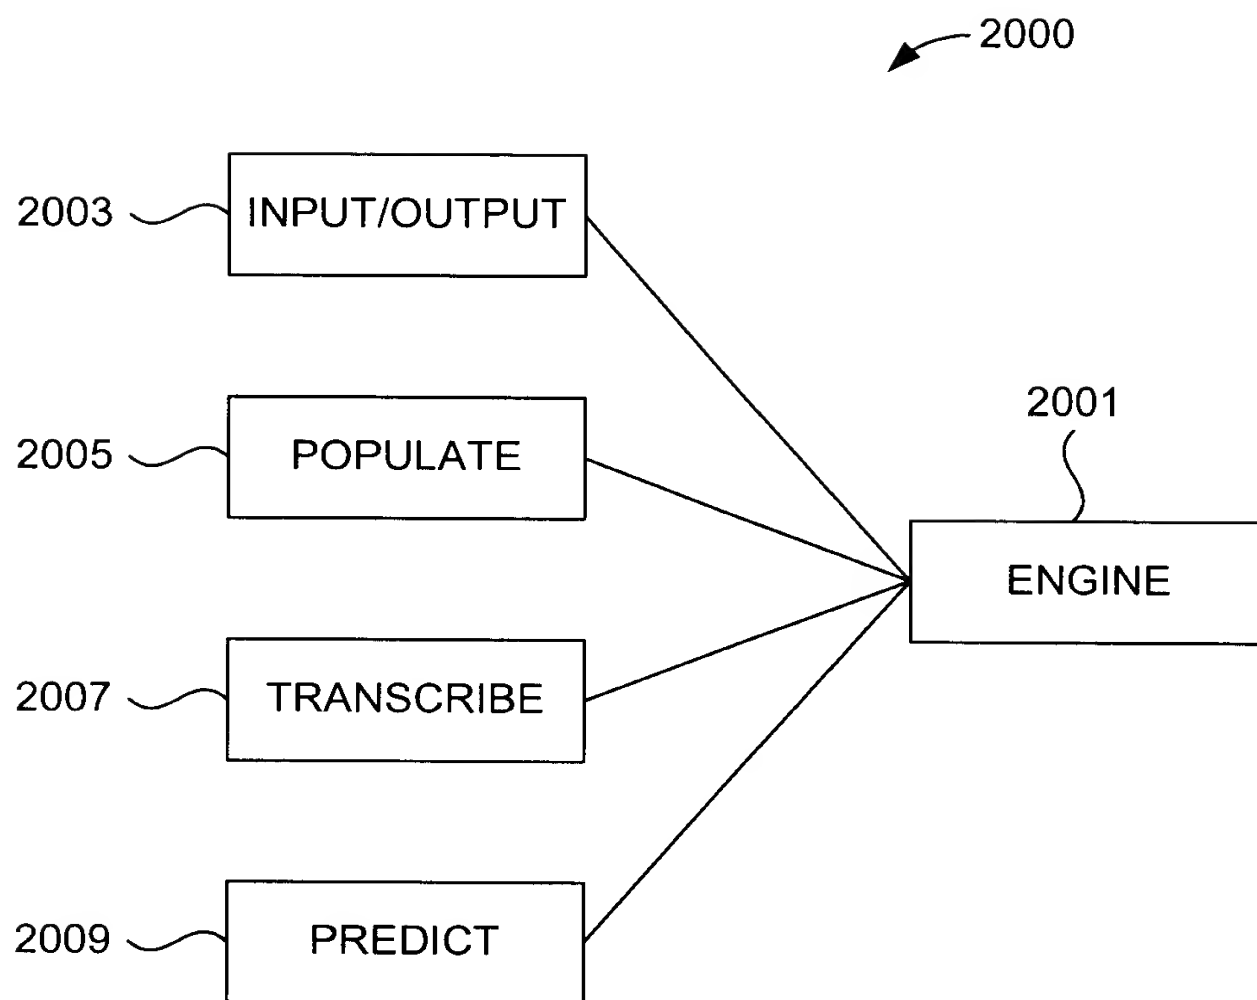 2000
2003 INPUT/OUTPUT
2005 POPULATE
2001
ENGINE
2007 TRANSCRIBE
2009 PREDICT